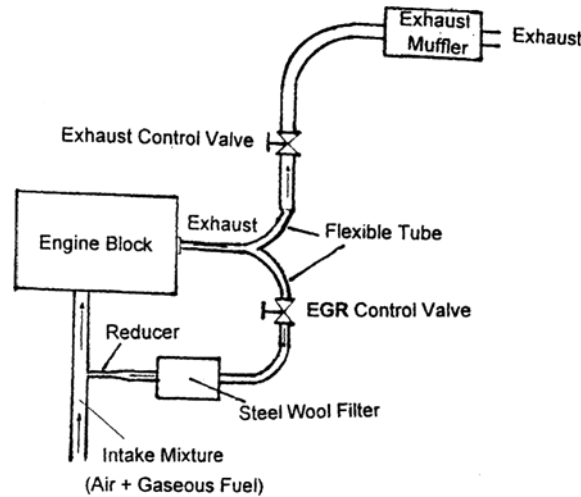 Exhaust
Muffler
Exhaust
Exhaust Control Valve
Exhaust
Flexible Tube
Engine Block
EGR Control Valve
Reducer
Steel Wool Filter
Intake Mixture
(Air + Gaseous Fuel)